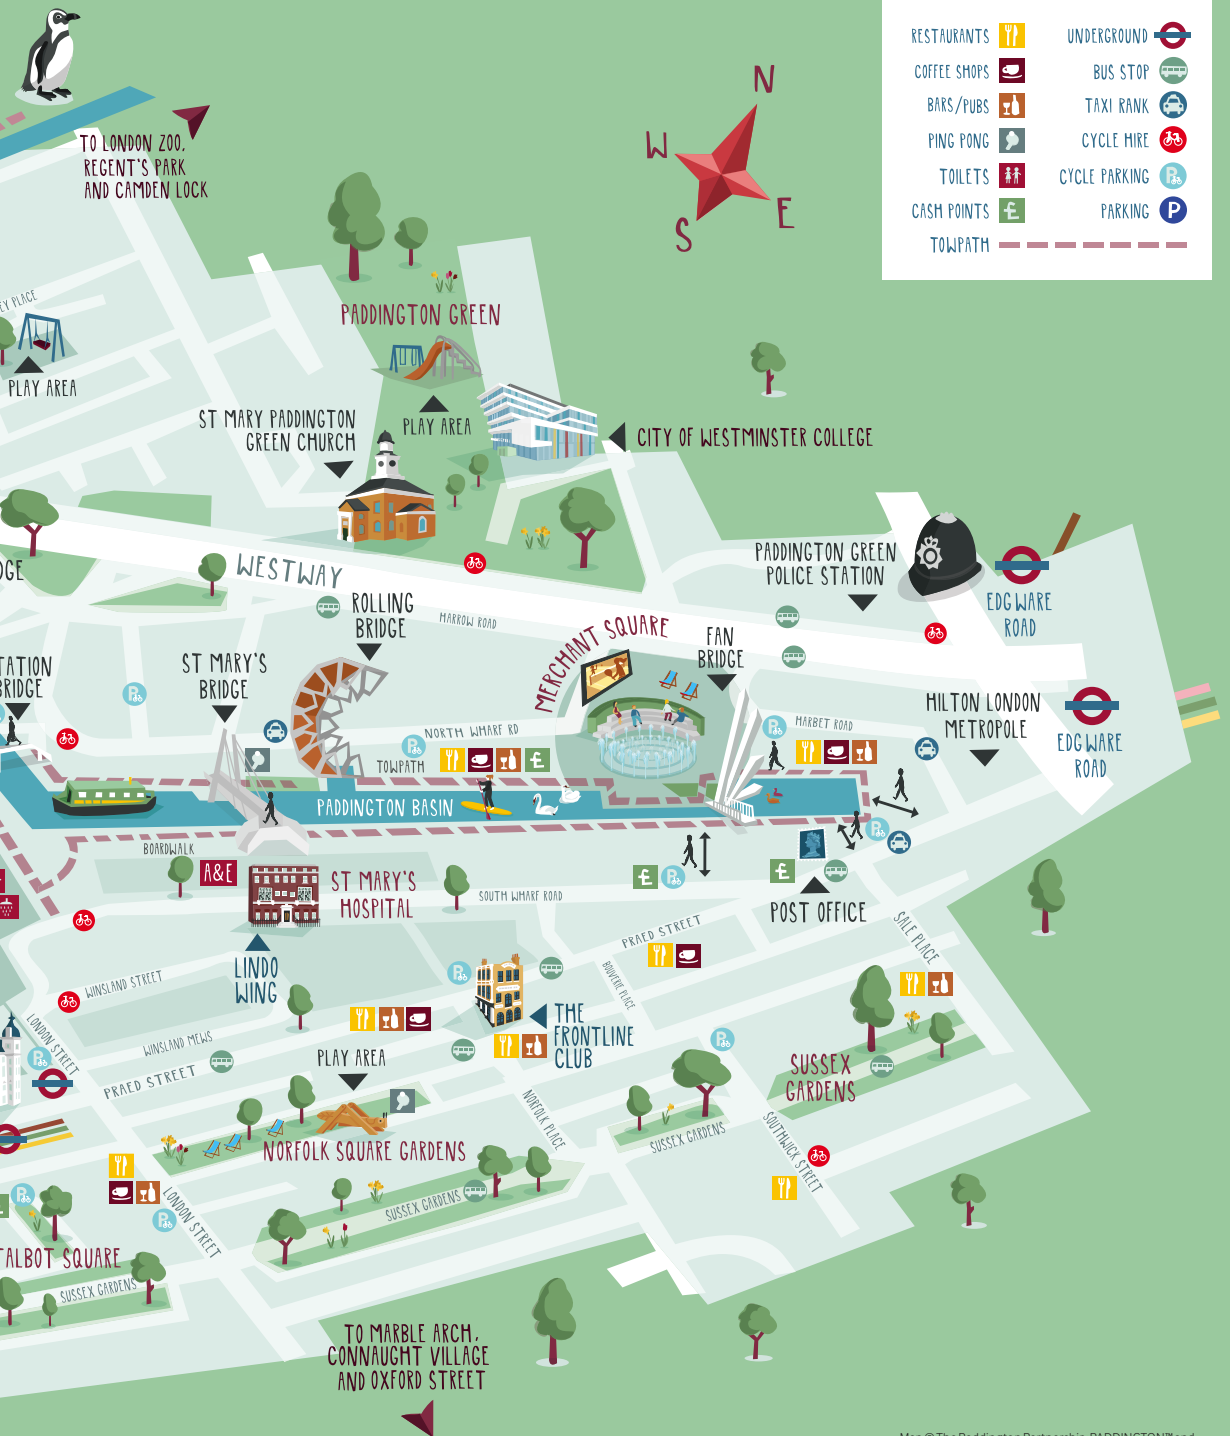 RESTAURANTS
UNDERGROUND
COFFEE SHOPS
BUS STOP
BARS/PUBS
TAXI RANK
PING PONG
CYCLE HIRE
TOILETS
CYCLE PARKING
CASH POINTS
PARKING
P
TOWPATH
N
W
E
S
TO LONDON ZOO,
REGENT'S PARK
AND CAMDEN LOCK
EY PLACE
PLAY AREA
PADDINGTON GREEN
PLAY AREA
ST MARY PADDINGTON
GREEN CHURCH
CITY OF WESTMINSTER COLLEGE
DGE
WESTWAY
PADDINGTON GREEN
POLICE STATION
EDGWARE
ROAD
ROLLING
BRIDGE
HARROW ROAD
MERCHANT SQUARE
FAN
BRIDGE
TATION
BRIDGE
ST MARY'S
BRIDGE
HILTON LONDON
METROPOLE
EDGWARE
ROAD
NORTH WHARF RD
HARBET ROAD
TOWPATH
PADDINGTON BASIN
BOARDWALK
A&E
ST MARY'S
HOSPITAL
SOUTH WHARF ROAD
POST OFFICE
LINDO
WING
PRAED STREET
SALE PLACE
WINSLAND STREET
BOUVERIE PLACE
THE
FRONTLINE
CLUB
LONDON STREET
WINSLAND MEWS
PRAED STREET
PLAY AREA
SUSSEX
GARDENS
NORFOLK PLACE
SUSSEX GARDENS
SOUTHWICK STREET
NORFOLK SQUARE GARDENS
SUSSEX GARDENS
LONDON STREET
TALBOT SQUARE
SUSSEX GARDENS
TO MARBLE ARCH,
CONNAUGHT VILLAGE
AND OXFORD STREET